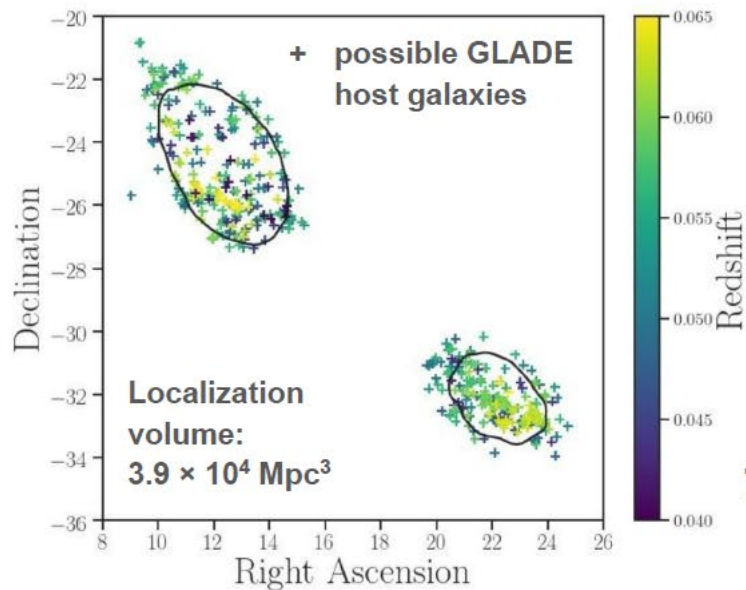 −20
−22
−24
−26
−28
−30
−32
−34
−36
Declination
+ possible GLADE
host galaxies
Localization
volume:
3.9 × 10⁴ Mpc³
8 10 12 14 16 18 20 22 24 26
Right Ascension
0.065
0.060
0.055
0.050
0.045
0.040
Redshift